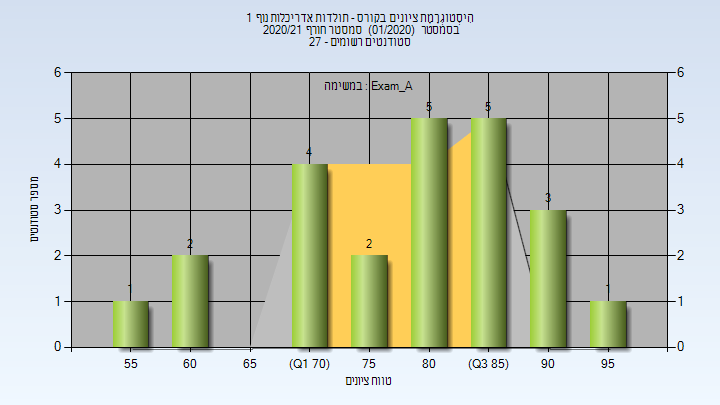 היסטוגרמת ציונים בקורס - תולדות אדריכלות נוף 1
בסמסטר (01/2020) סמסטר חורף 2020/21
סטודנטים רשומים - 27
במשימה : Exam_A
מספר סטודנטים
6 6
5 5
4 4
3 3
2 2
1 1
0 0
1 2 4 2 5 5 3 1
55 60 65 (Q1 70) 75 80 (Q3 85) 90 95
טווח ציונים